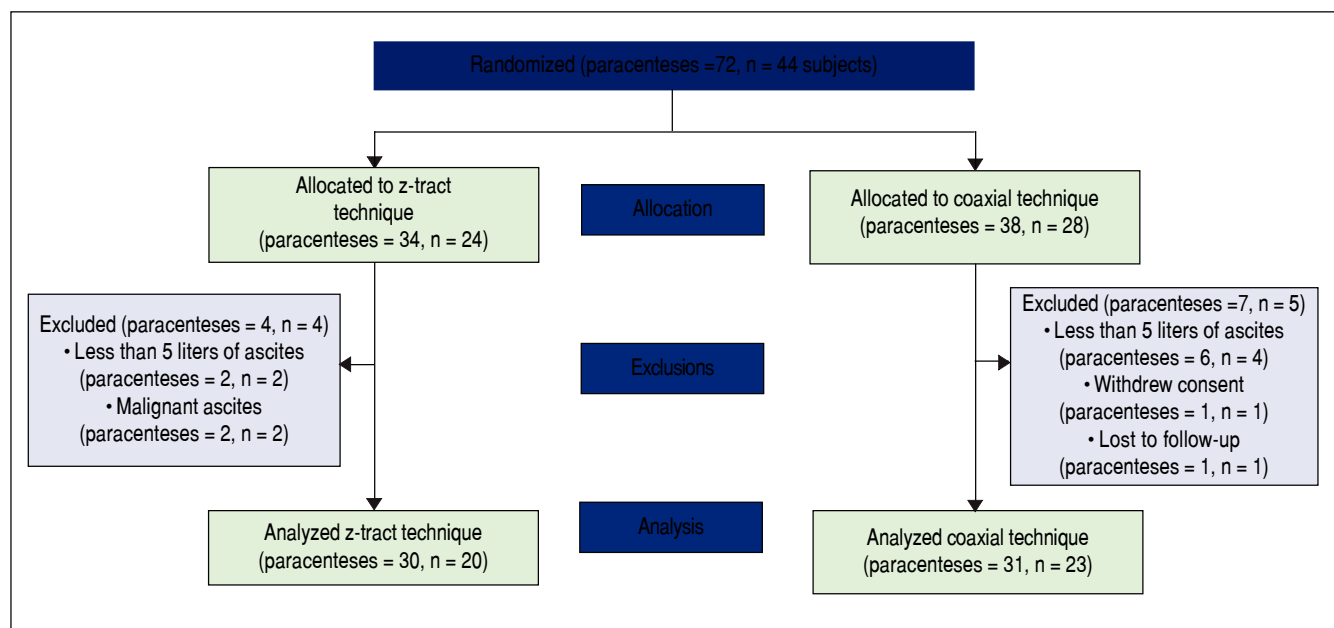 Randomized (paracenteses =72, n = 44 subjects)
Allocated to z-tract
technique
(paracenteses = 34, n = 24)
Allocation
Allocated to coaxial technique
(paracenteses = 38, n = 28)
Excluded (paracenteses = 4, n = 4)
• Less than 5 liters of ascites
(paracenteses = 2, n = 2)
• Malignant ascites
(paracenteses = 2, n = 2)
Exclusions
Excluded (paracenteses =7, n = 5)
• Less than 5 liters of ascites
(paracenteses = 6, n = 4)
• Withdrew consent
(paracenteses = 1, n = 1)
• Lost to follow-up
(paracenteses = 1, n = 1)
Analyzed z-tract technique
(paracenteses = 30, n = 20)
Analysis
Analyzed coaxial technique
(paracenteses = 31, n = 23)